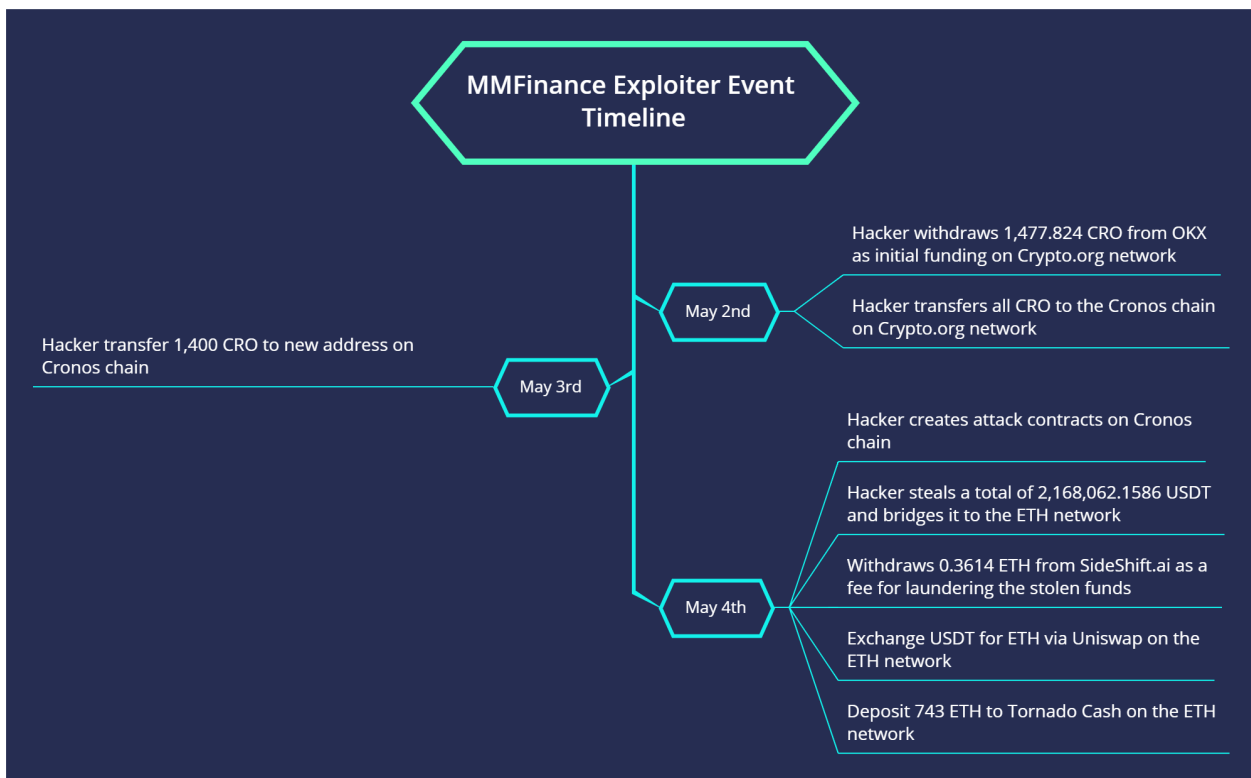 MMFinance Exploiter Event
Timeline
Hacker withdraws 1,477.824 CRO from OKX
as initial funding on Crypto.org network
May 2nd
Hacker transfers all CRO to the Cronos chain
on Crypto.org network
Hacker transfer 1,400 CRO to new address on
Cronos chain
May 3rd
Hacker creates attack contracts on Cronos
chain
Hacker steals a total of 2,168,062.1586 USDT
and bridges it to the ETH network
Withdraws 0.3614 ETH from SideShift.ai as a
fee for laundering the stolen funds
May 4th
Exchange USDT for ETH via Uniswap on the
ETH network
Deposit 743 ETH to Tornado Cash on the ETH
network